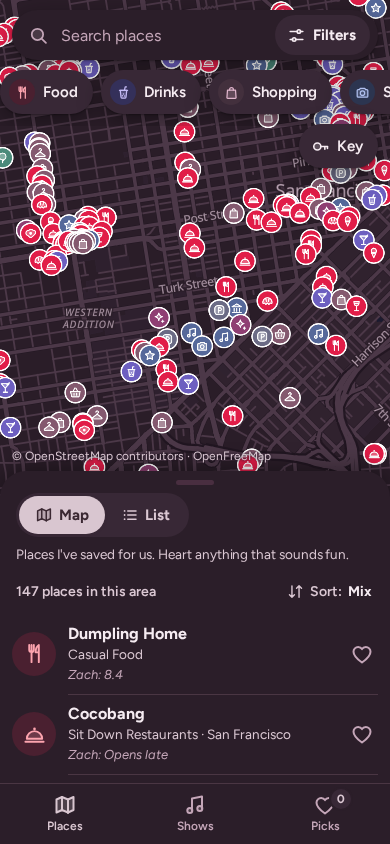 Search places
Filters
Food
Drinks
Shopping
S
Key
Post St
Turk Street
WESTERN
ADDITION
Harrison
7th
© OpenStreetMap contributors · OpenFreeMap
Map
List
Places I've saved for us. Heart anything that sounds fun.
147 places in this area
Sort: Mix
Dumpling Home
Casual Food
Zach: 8.4
Cocobang
Sit Down Restaurants · San Francisco
Zach: Opens late
Places
Shows
Picks
0